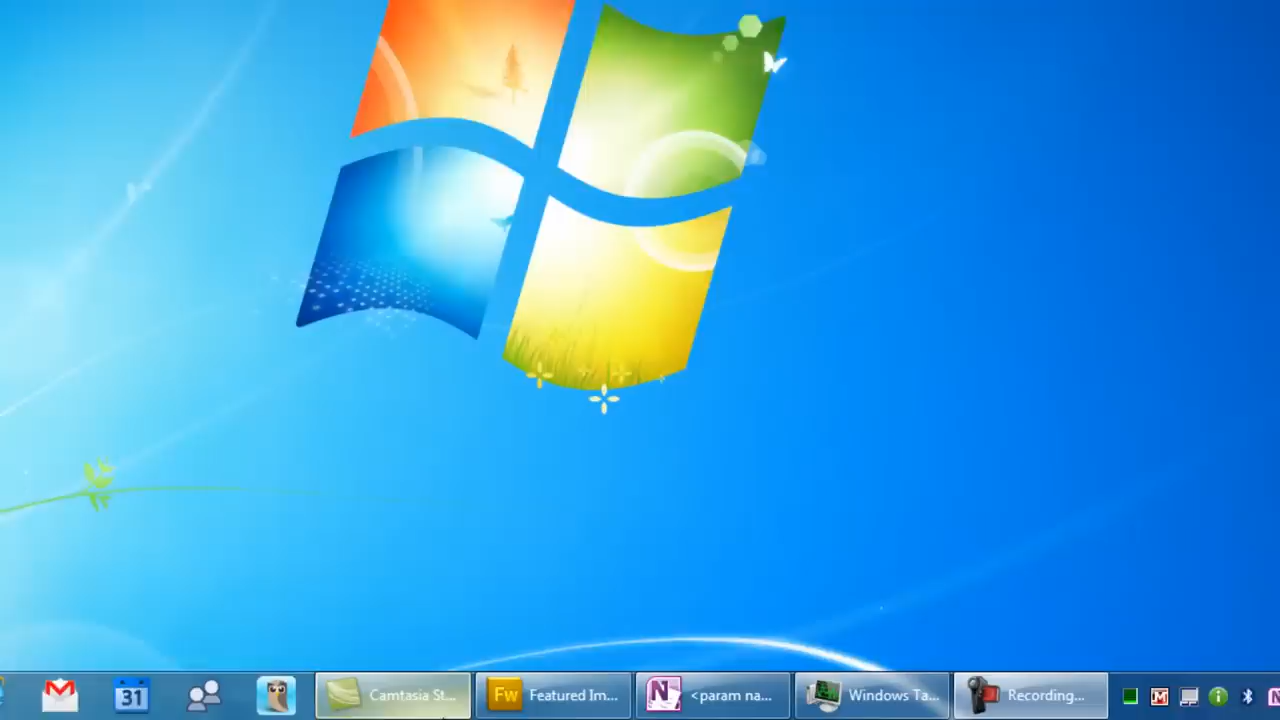 31
Camtasia St...
Fw
Featured Im...
N
<param na...
Windows Ta...
Recording...
M
i
N